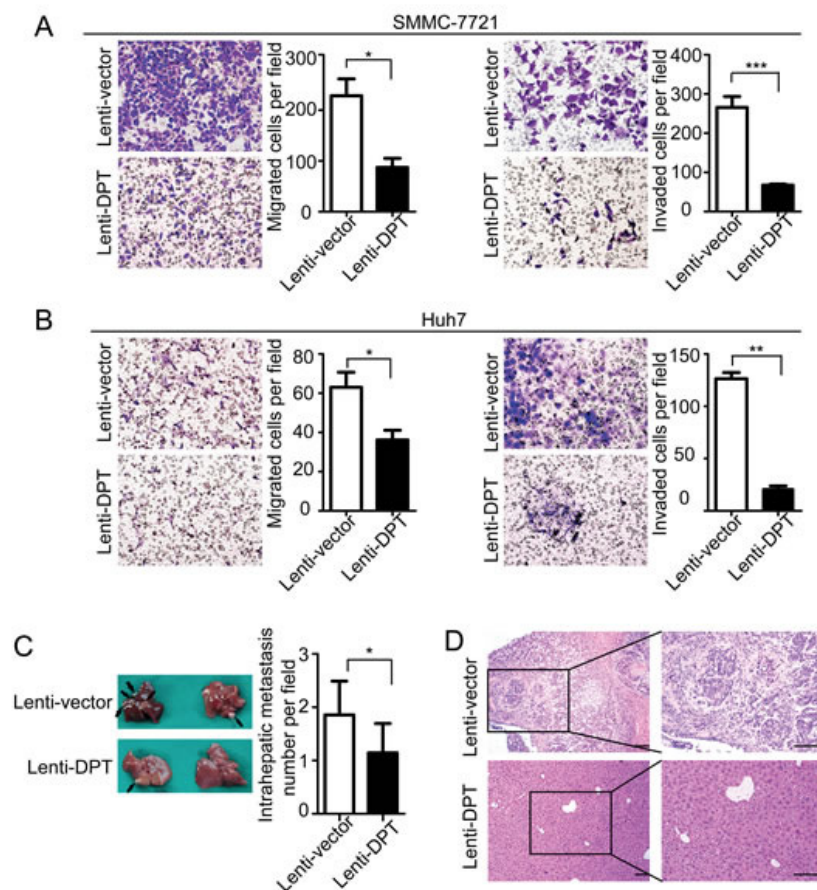 A
SMMC-7721
Lenti-vector
Lenti-DPT
Migrated cells per field
300
200
100
0
*
Lenti-vector
Lenti-DPT
Lenti-vector
Lenti-DPT
Invaded cells per field
400
300
200
100
0
***
Lenti-vector
Lenti-DPT
B
Huh7
Lenti-vector
Lenti-DPT
Migrated cells per field
80
60
40
20
0
*
Lenti-vector
Lenti-DPT
Lenti-vector
Lenti-DPT
Invaded cells per field
150
100
50
0
**
Lenti-vector
Lenti-DPT
C
Lenti-vector
Lenti-DPT
Intrahepatic metastasis
number per field
3
2
1
0
*
Lenti-vector
Lenti-DPT
D
Lenti-vector
Lenti-DPT